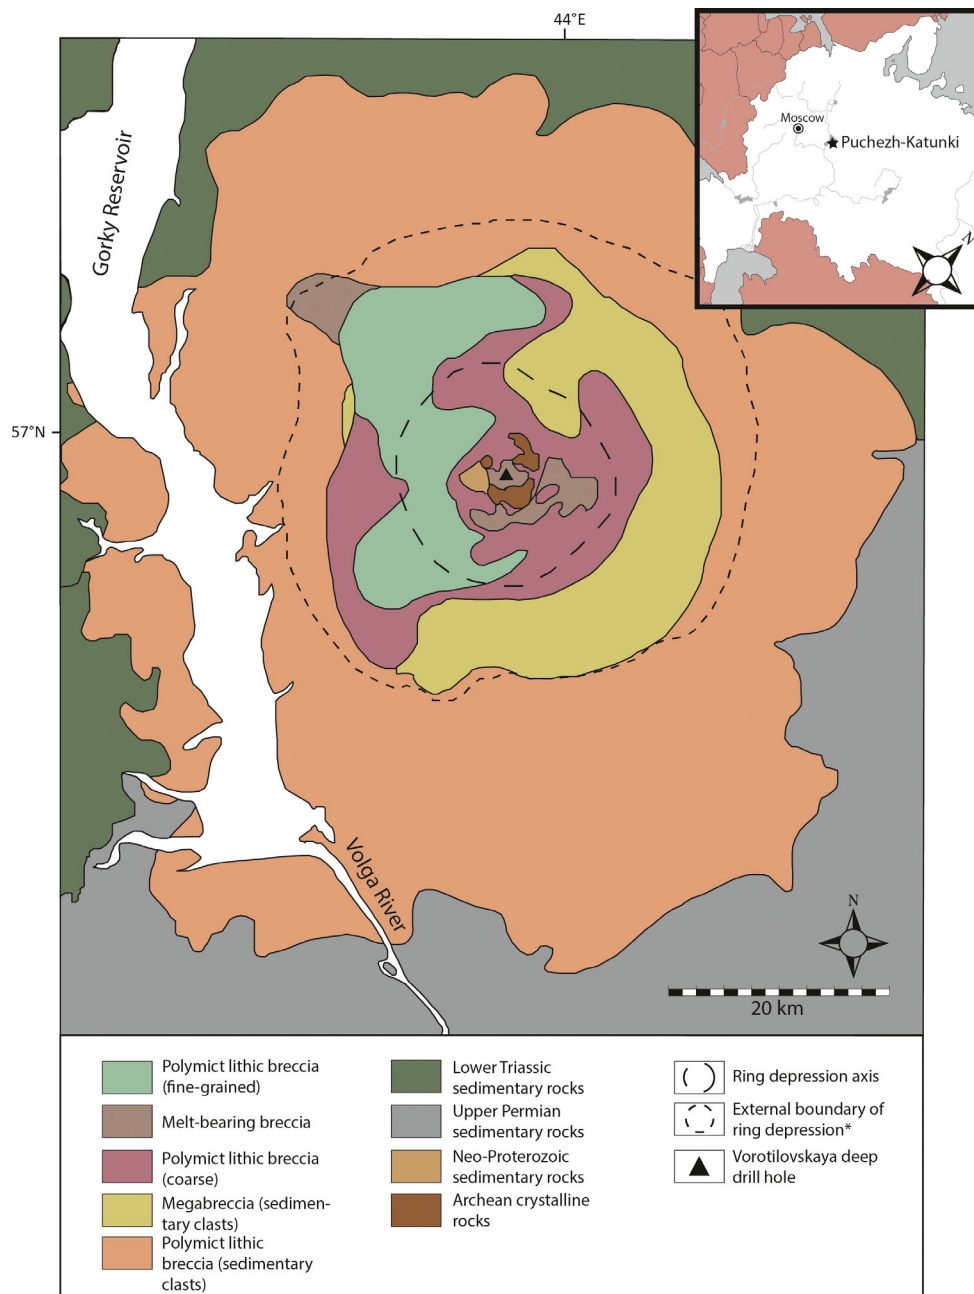 44°E
Moscow
Puchezh-Katunki
N
Gorky Reservoir
57°N
Volga River
N
20 km
Polymict lithic breccia
(fine-grained)
Melt-bearing breccia
Polymict lithic breccia
(coarse)
Megabreccia (sedimen-
tary clasts)
Polymict lithic
breccia (sedimentary
clasts)
Lower Triassic
sedimentary rocks
Upper Permian
sedimentary rocks
Neo-Proterozoic
sedimentary rocks
Archean crystalline
rocks
Ring depression axis
External boundary of
ring depression*
Vorotilovskaya deep
drill hole